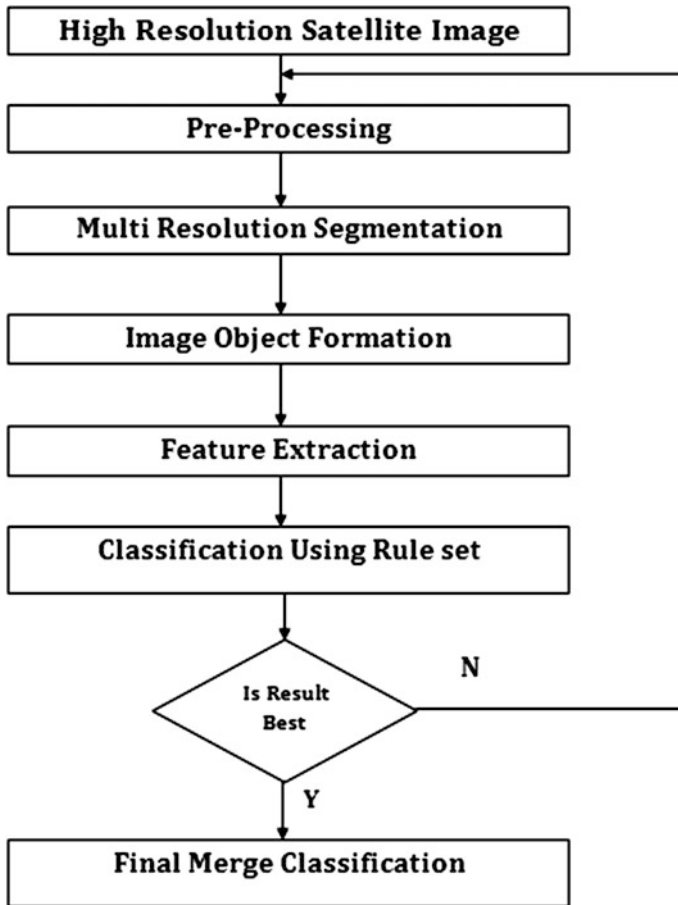 High Resolution Satellite Image
Pre-Processing
Multi Resolution Segmentation
Image Object Formation
Feature Extraction
Classification Using Rule set
N
Is Result
Best
Y
Final Merge Classification